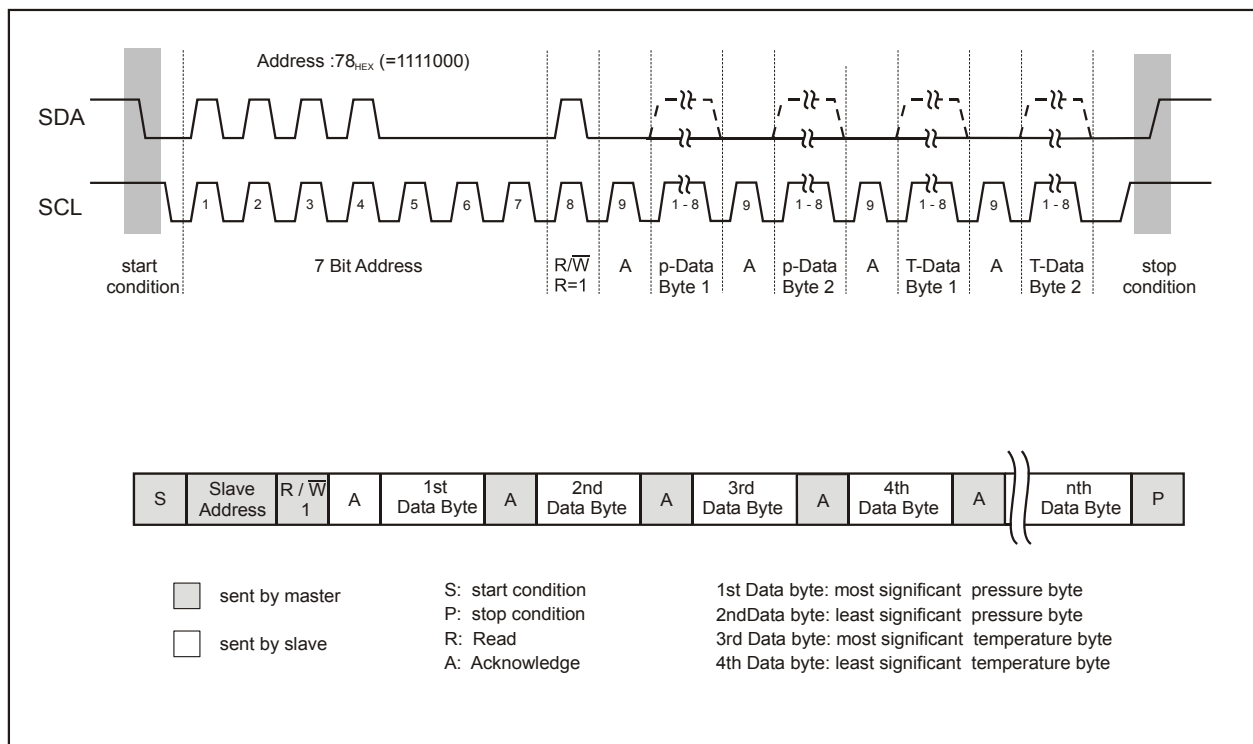 Address :78HEX (=1111000)
SDA
SCL
1 2 3 4 5 6 7 8 9 1 - 8 9 1 - 8 9 1 - 8 9 1 - 8
start
condition
7 Bit Address
R/W̅
R=1
A
p-Data
Byte 1
A
p-Data
Byte 2
A
T-Data
Byte 1
A
T-Data
Byte 2
stop
condition
S
Slave
Address
R / W̅
1
A
1st
Data Byte
A
2nd
Data Byte
A
3rd
Data Byte
A
4th
Data Byte
A
nth
Data Byte
P
sent by master
sent by slave
S: start condition
P: stop condition
R: Read
A: Acknowledge
1st Data byte: most significant pressure byte
2ndData byte: least significant pressure byte
3rd Data byte: most significant temperature byte
4th Data byte: least significant temperature byte